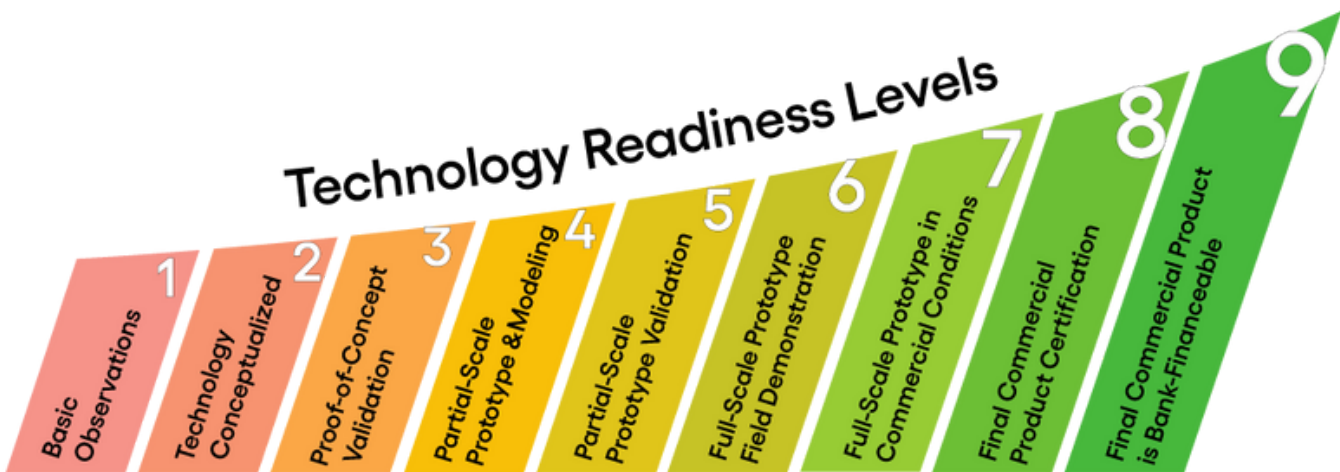 Technology Readiness Levels
1
Basic
Observations
2
Technology
Conceptualized
3
Proof-of-Concept
Validation
4
Partial-Scale
Prototype &Modeling
5
Partial-Scale
Prototype Validation
6
Full-Scale Prototype
Field Demonstration
7
Full-Scale Prototype in
Commercial Conditions
8
Final Commercial
Product Certification
9
Final Commercial Product
is Bank-Financeable